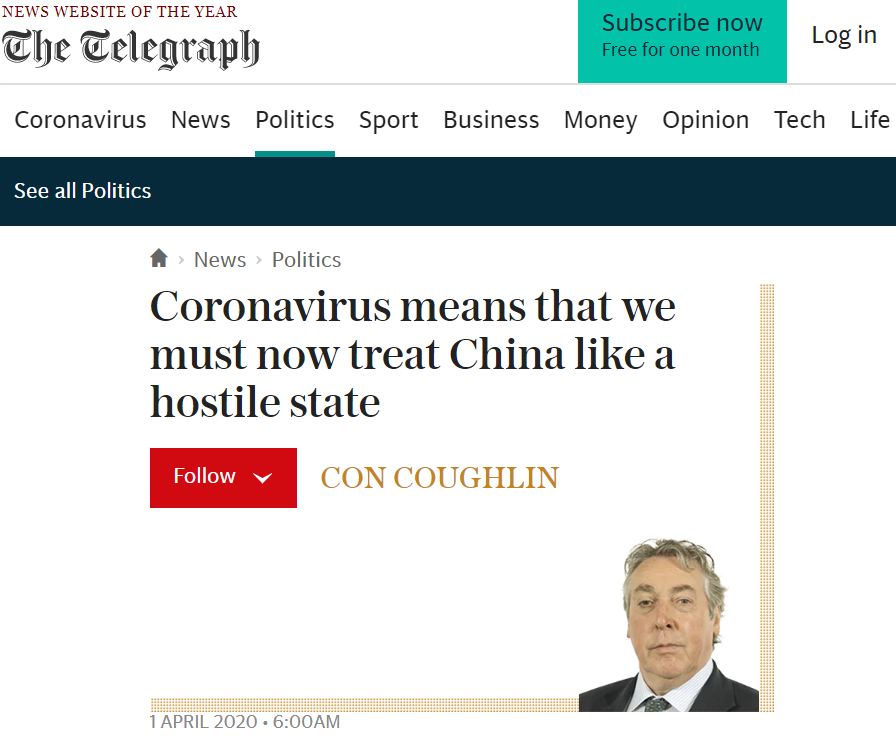 NEWS WEBSITE OF THE YEAR
The Telegraph
Subscribe now
Free for one month
Log in
Coronavirus News Politics Sport Business Money Opinion Tech Life
See all Politics
News › Politics
Coronavirus means that we
must now treat China like a
hostile state
Follow
CON COUGHLIN
1 APRIL 2020 • 6:00AM